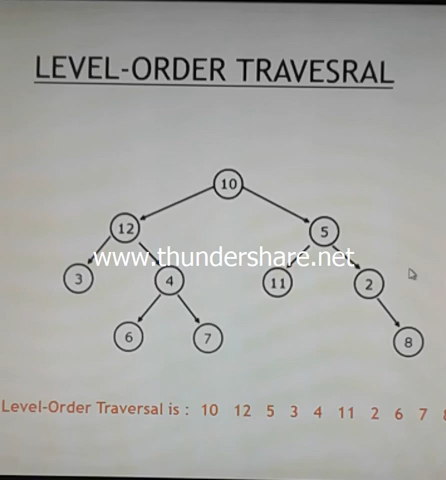 LEVEL-ORDER TRAVESRAL
10
12 5
www.thundershare.net
3 4 11 2
6 7 8
Level-Order Traversal is : 10 12 5 3 4 11 2 6 7 8